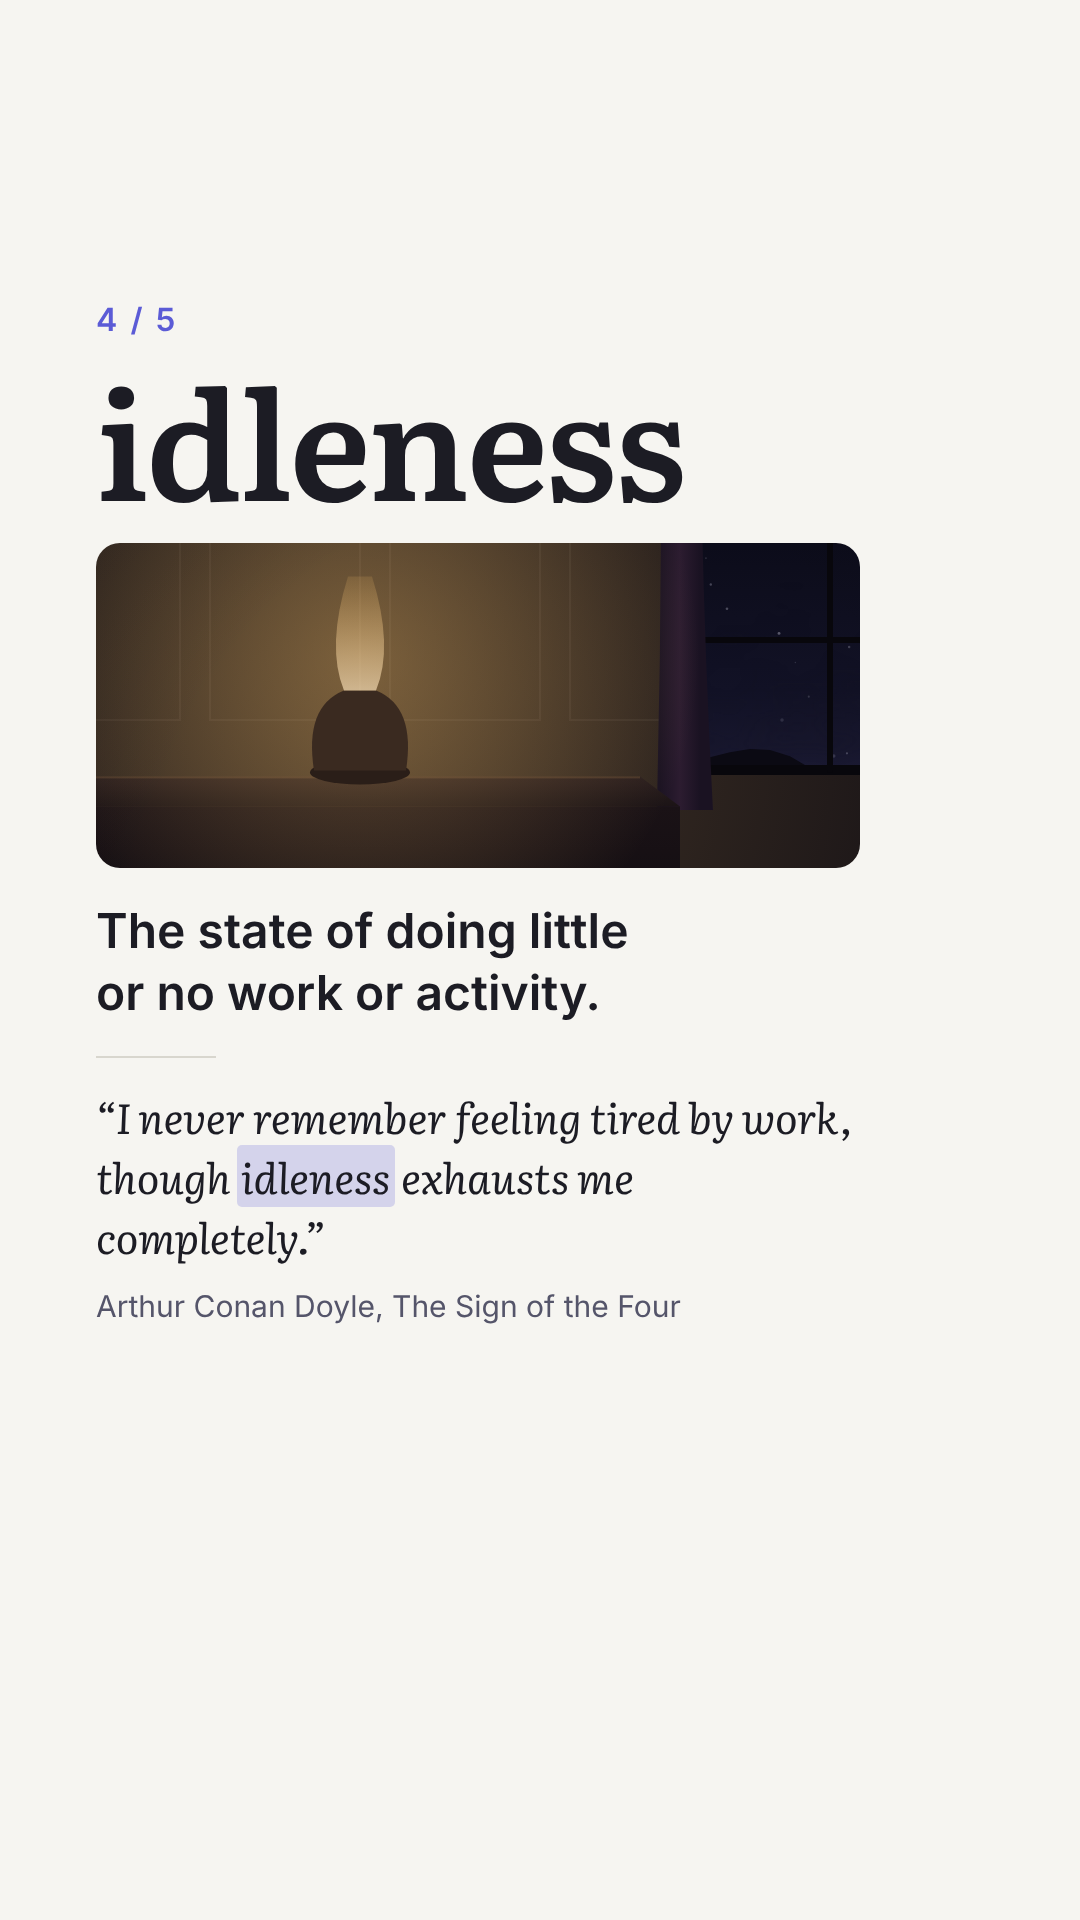 4 / 5
idleness
The state of doing little
or no work or activity.
“I never remember feeling tired by work,
though idleness exhausts me
completely.”
Arthur Conan Doyle, The Sign of the Four